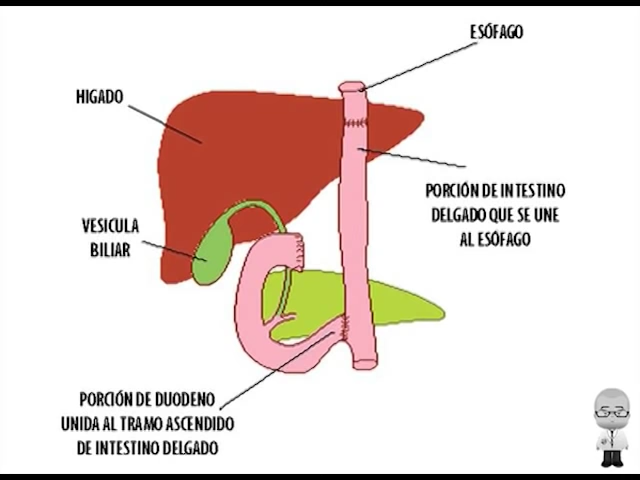 ESÓFAGO
HIGADO
PORCIÓN DE INTESTINO
DELGADO QUE SE UNE
AL ESÓFAGO
VESICULA
BILIAR
PORCIÓN DE DUODENO
UNIDA AL TRAMO ASCENDIDO
DE INTESTINO DELGADO